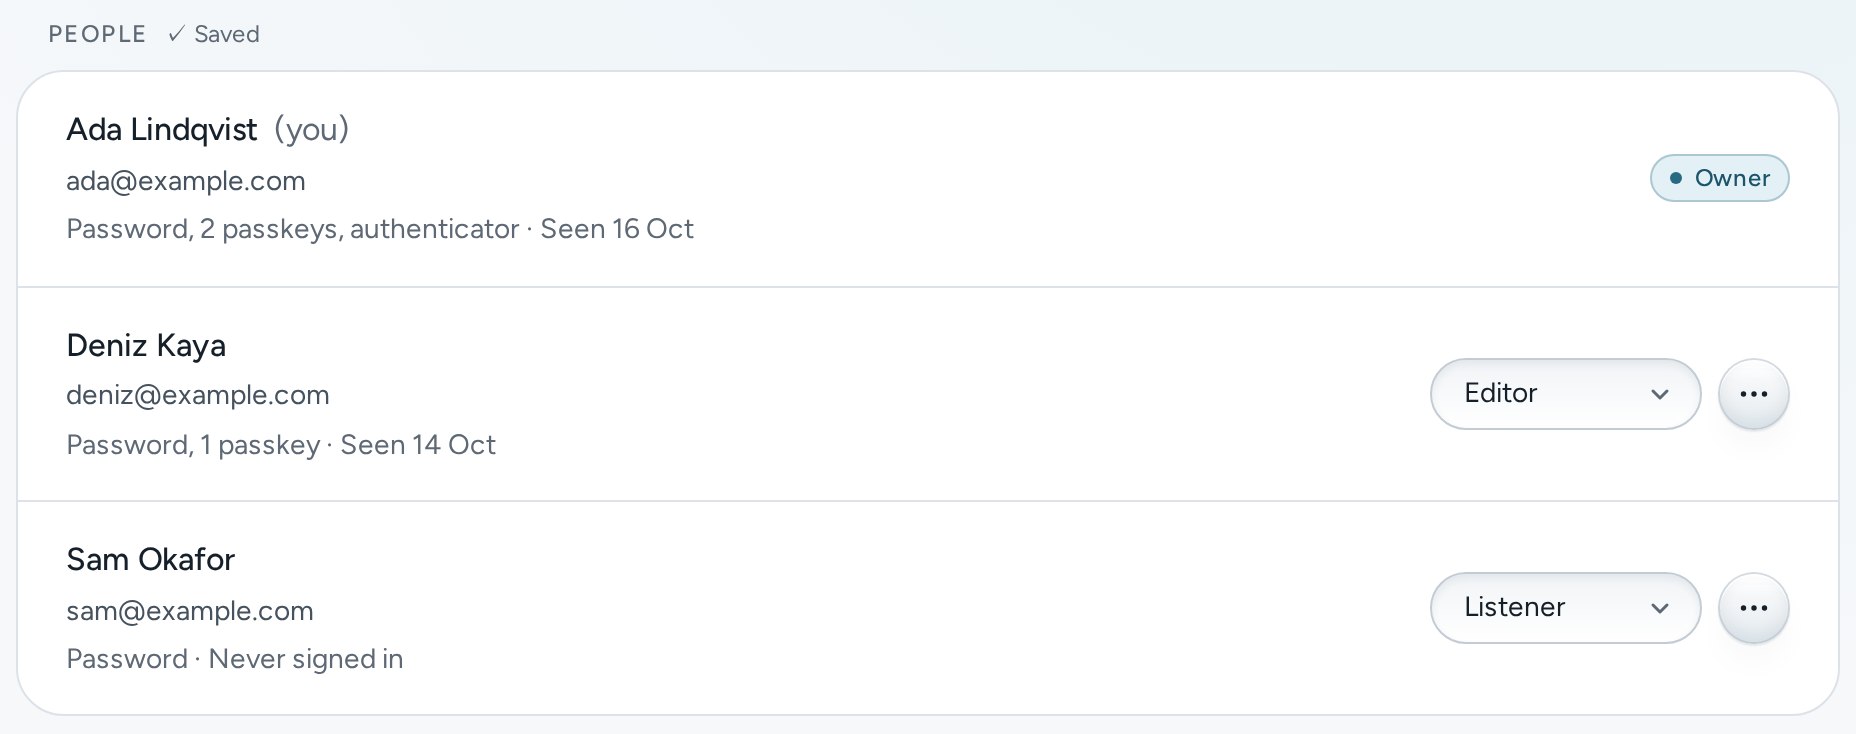 PEOPLE ✓ Saved
Ada Lindqvist (you)
ada@example.com
Password, 2 passkeys, authenticator · Seen 16 Oct
Owner
Deniz Kaya
deniz@example.com
Password, 1 passkey · Seen 14 Oct
Editor
Sam Okafor
sam@example.com
Password · Never signed in
Listener